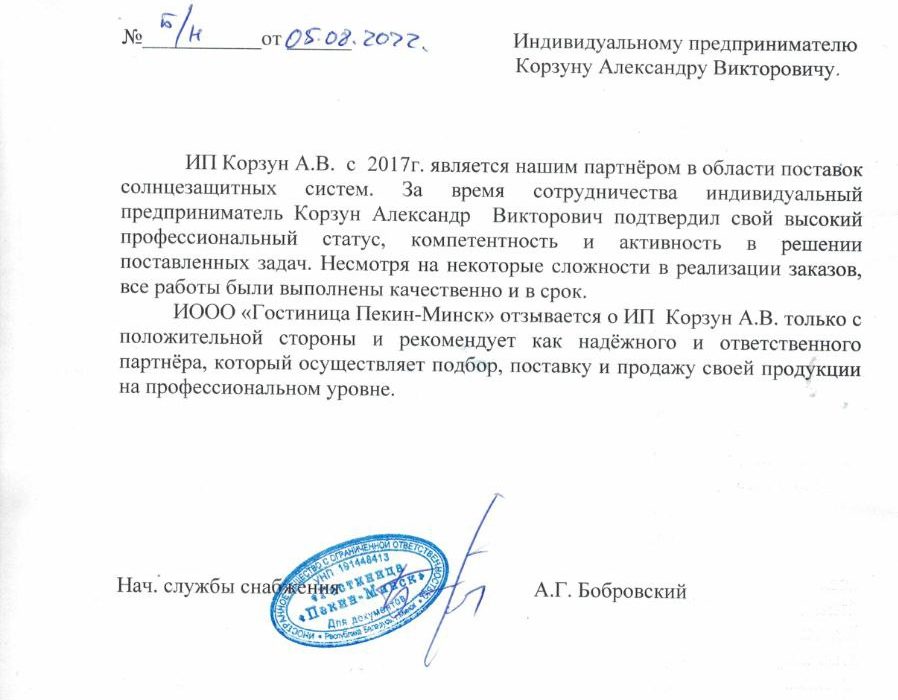 № Б/Н от 05.08.2022.
Индивидуальному предпринимателю
Корзуну Александру Викторовичу.
ИП Корзун А.В. с 2017г. является нашим партнёром в области поставок
солнцезащитных систем. За время сотрудничества индивидуальный
предприниматель Корзун Александр Викторович подтвердил свой высокий
профессиональный статус, компетентность и активность в решении
поставленных задач. Несмотря на некоторые сложности в реализации заказов,
все работы были выполнены качественно и в срок.
ИООО «Гостиница Пекин-Минск» отзывается о ИП Корзун А.В. только с
положительной стороны и рекомендует как надёжного и ответственного
партнёра, который осуществляет подбор, поставку и продажу своей продукции
на профессиональном уровне.
Нач. службы снабжения
А.Г. Бобровский
ИНОСТРАННОЕ ОБЩЕСТВО С ОГРАНИЧЕННОЙ ОТВЕТСТВЕННОСТЬЮ
УНП 191448413
«Гостиница
«Пекин-Минск»
Для документов
Республика Беларусь